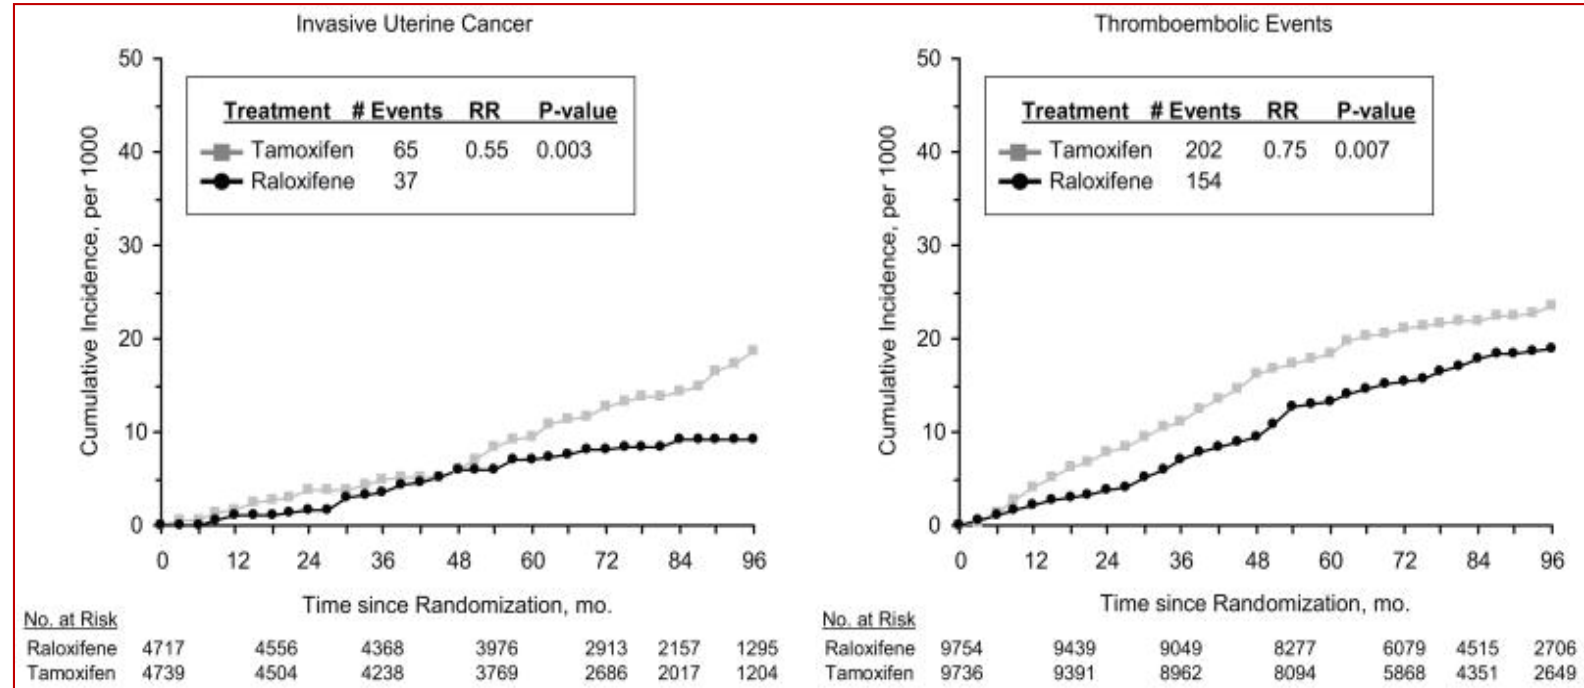 Invasive Uterine Cancer
Cumulative Incidence, per 1000
50
40
30
20
10
0
Treatment # Events RR P-value
Tamoxifen 65 0.55 0.003
Raloxifene 37
0 12 24 36 48 60 72 84 96
Time since Randomization, mo.
No. at Risk
Raloxifene 4717 4556 4368 3976 2913 2157 1295
Tamoxifen 4739 4504 4238 3769 2686 2017 1204
Thromboembolic Events
Cumulative Incidence, per 1000
50
40
30
20
10
0
Treatment # Events RR P-value
Tamoxifen 202 0.75 0.007
Raloxifene 154
0 12 24 36 48 60 72 84 96
Time since Randomization, mo.
No. at Risk
Raloxifene 9754 9439 9049 8277 6079 4515 2706
Tamoxifen 9736 9391 8962 8094 5868 4351 2649